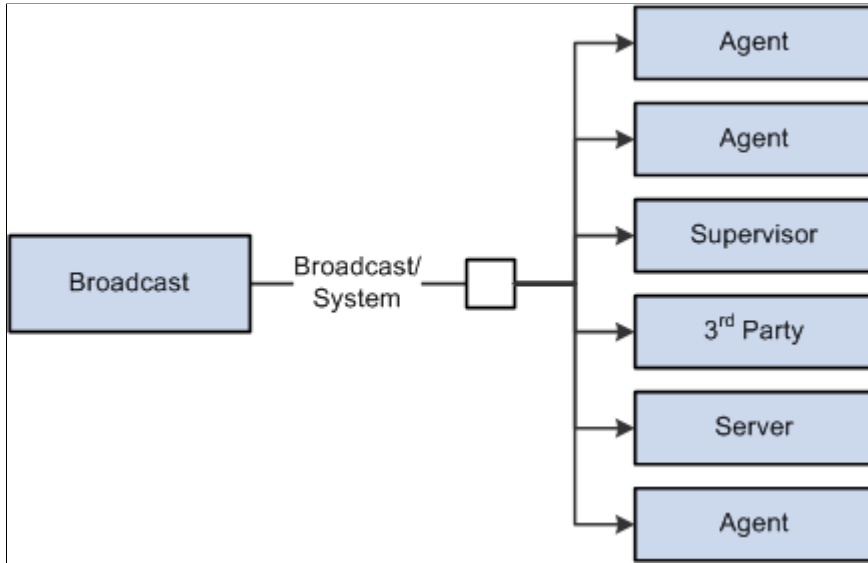 Agent
Agent
Supervisor
Broadcast
Broadcast/
System
3rd Party
Server
Agent